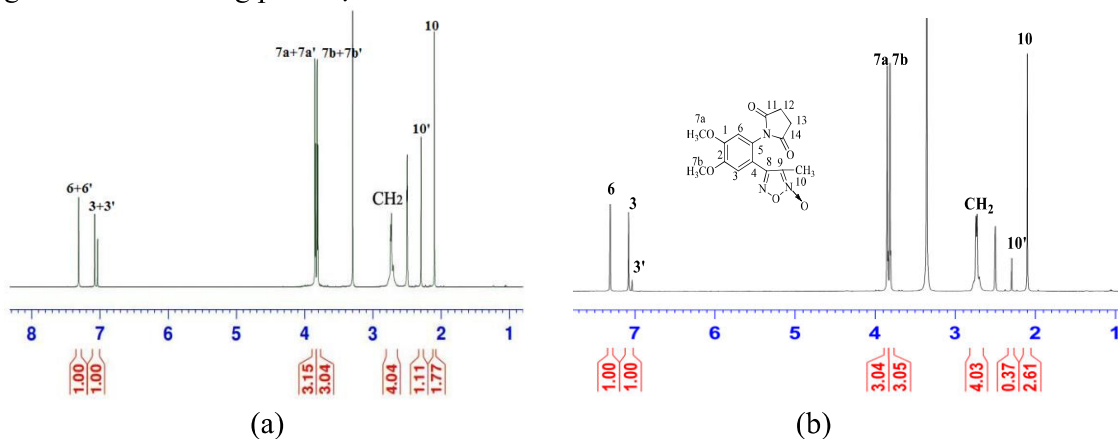 7a+7a' 7b+7b' 10
10'
6+6'
3+3'
CH2
8 7 6 5 4 3 2 1
1.00 1.00 3.15 3.04 4.04 1.11 1.77
(a)
10
7a 7b
11 12
O
7a 6 13
H3CO 1 N 14
5 O
7b 2
H3CO 3 4 8 9 CH3
10
N N
O O
6
3
3'
CH2
10'
7 6 5 4 3 2 1
1.00 1.00 3.04 3.05 4.03 0.37 2.61
(b)